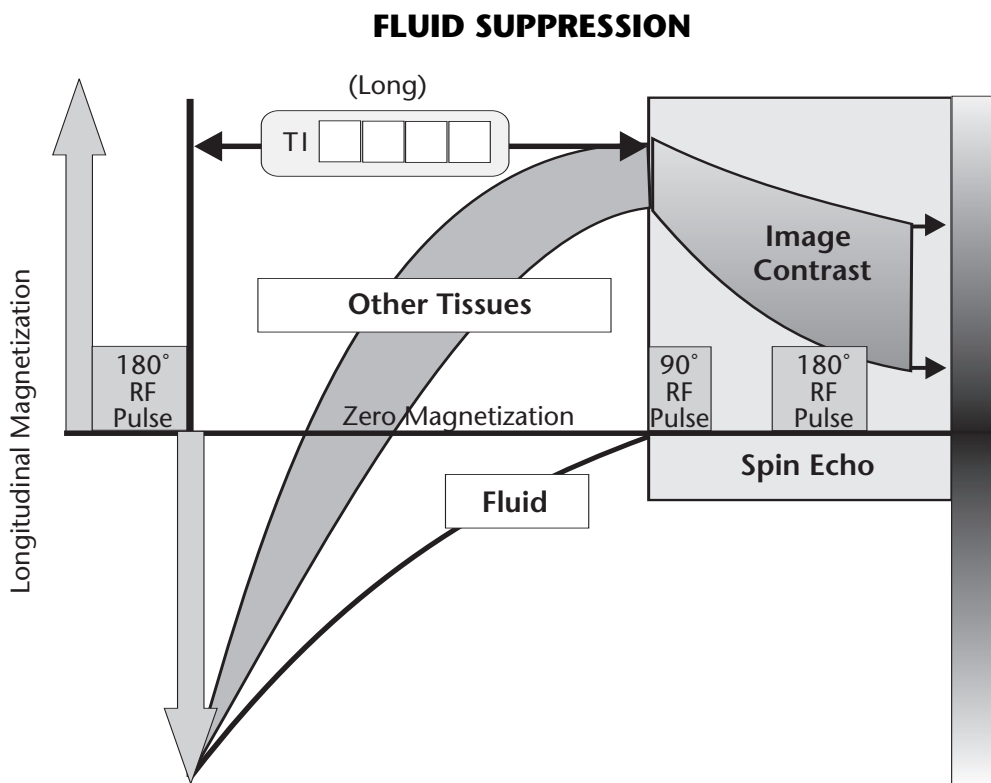 FLUID SUPPRESSION
(Long)
TI
Image
Contrast
Other Tissues
180˚
RF
Pulse
90˚
RF
Pulse
180˚
RF
Pulse
Zero Magnetization
Longitudinal Magnetization
Spin Echo
Fluid